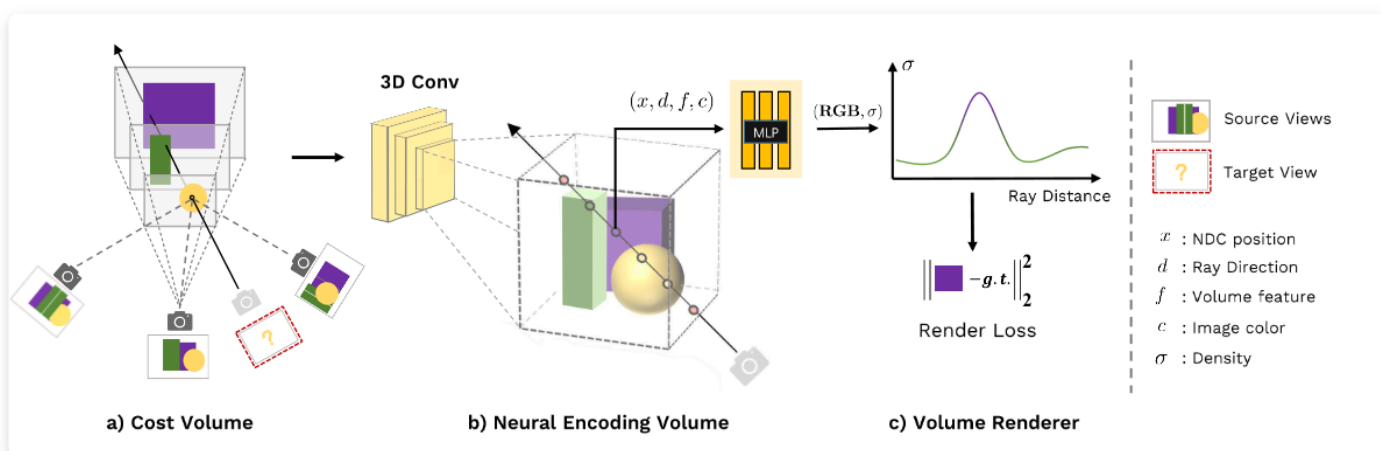 3D Conv
(x, d, f, c)
MLP
(RGB, σ)
σ
Ray Distance
-g.t.
2
2
Render Loss
?
a) Cost Volume
b) Neural Encoding Volume
c) Volume Renderer
Source Views
?
Target View
x : NDC position
d : Ray Direction
f : Volume feature
c : Image color
σ : Density